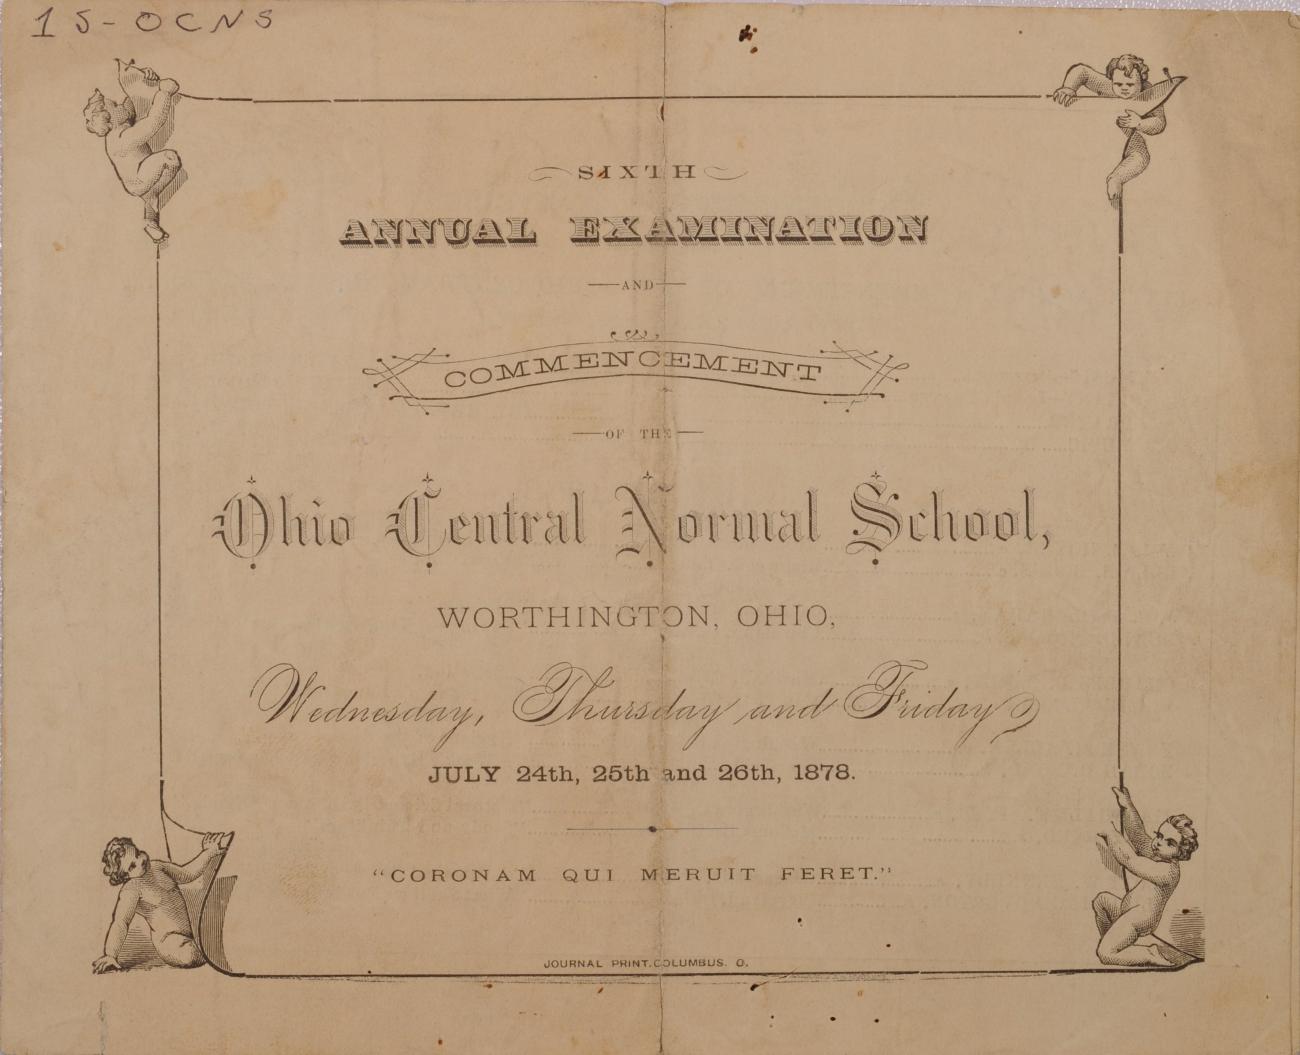 1S-OCNS
SIXTH
ANNUAL EXAMINATION
—AND—
COMMENCEMENT
—OF THE—
Ohio Central Normal School,
WORTHINGTON, OHIO,
Wednesday, Thursday and Friday
JULY 24th, 25th and 26th, 1878.
“CORONAM QUI MERUIT FERET.”
JOURNAL PRINT. COLUMBUS. O.